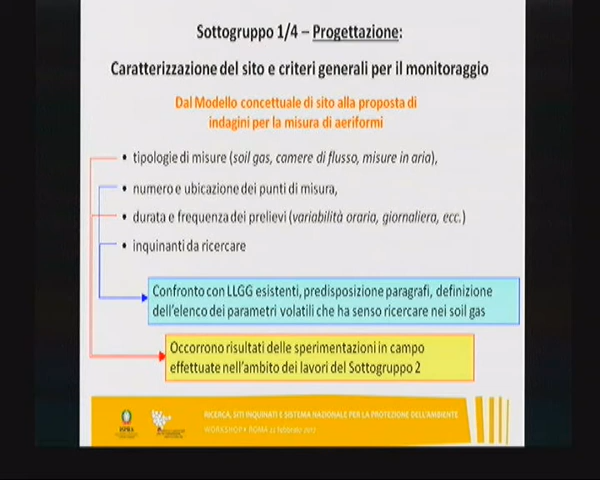 Sottogruppo 1/4 – Progettazione:
Caratterizzazione del sito e criteri generali per il monitoraggio
Dal Modello concettuale di sito alla proposta di
indagini per la misura di aeriformi
• tipologie di misure (soil gas, camere di flusso, misure in aria),
• numero e ubicazione dei punti di misura,
• durata e frequenza dei prelievi (variabilità oraria, giornaliera, ecc.)
• inquinanti da ricercare
Confronto con LLGG esistenti, predisposizione paragrafi, definizione
dell'elenco dei parametri volatili che ha senso ricercare nei soil gas
Occorrono risultati delle sperimentazioni in campo
effettuate nell'ambito dei lavori del Sottogruppo 2
RICERCA, SITI INQUINATI E SISTEMA NAZIONALE PER LA PROTEZIONE DELL'AMBIENTE
WORKSHOP • ROMA 22 febbraio 2017
ISPRA